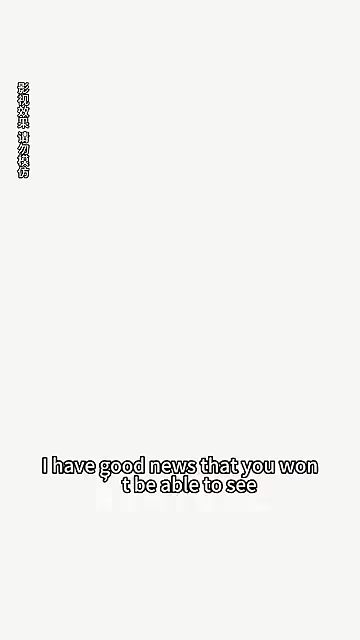 影视效果 请勿模仿
I have good news that you won
't be able to see